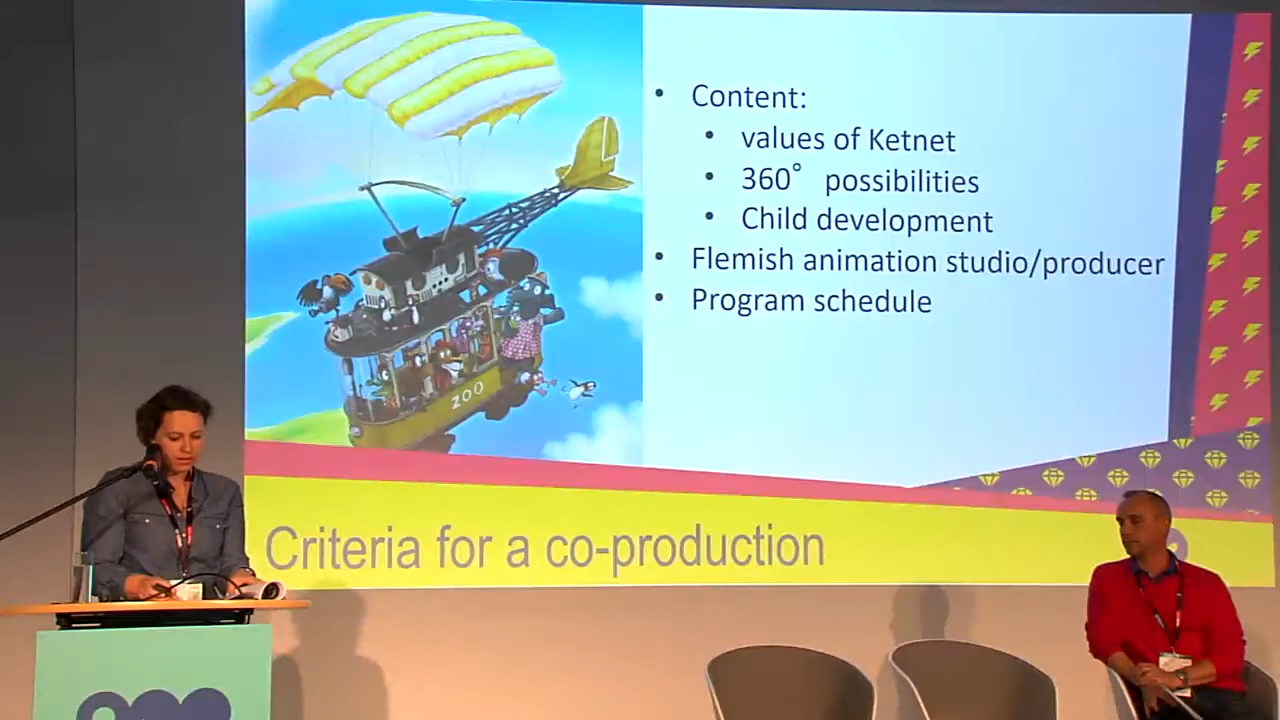 • Content:
• values of Ketnet
• 360° possibilities
• Child development
• Flemish animation studio/producer
• Program schedule
ZOO
Criteria for a co-production